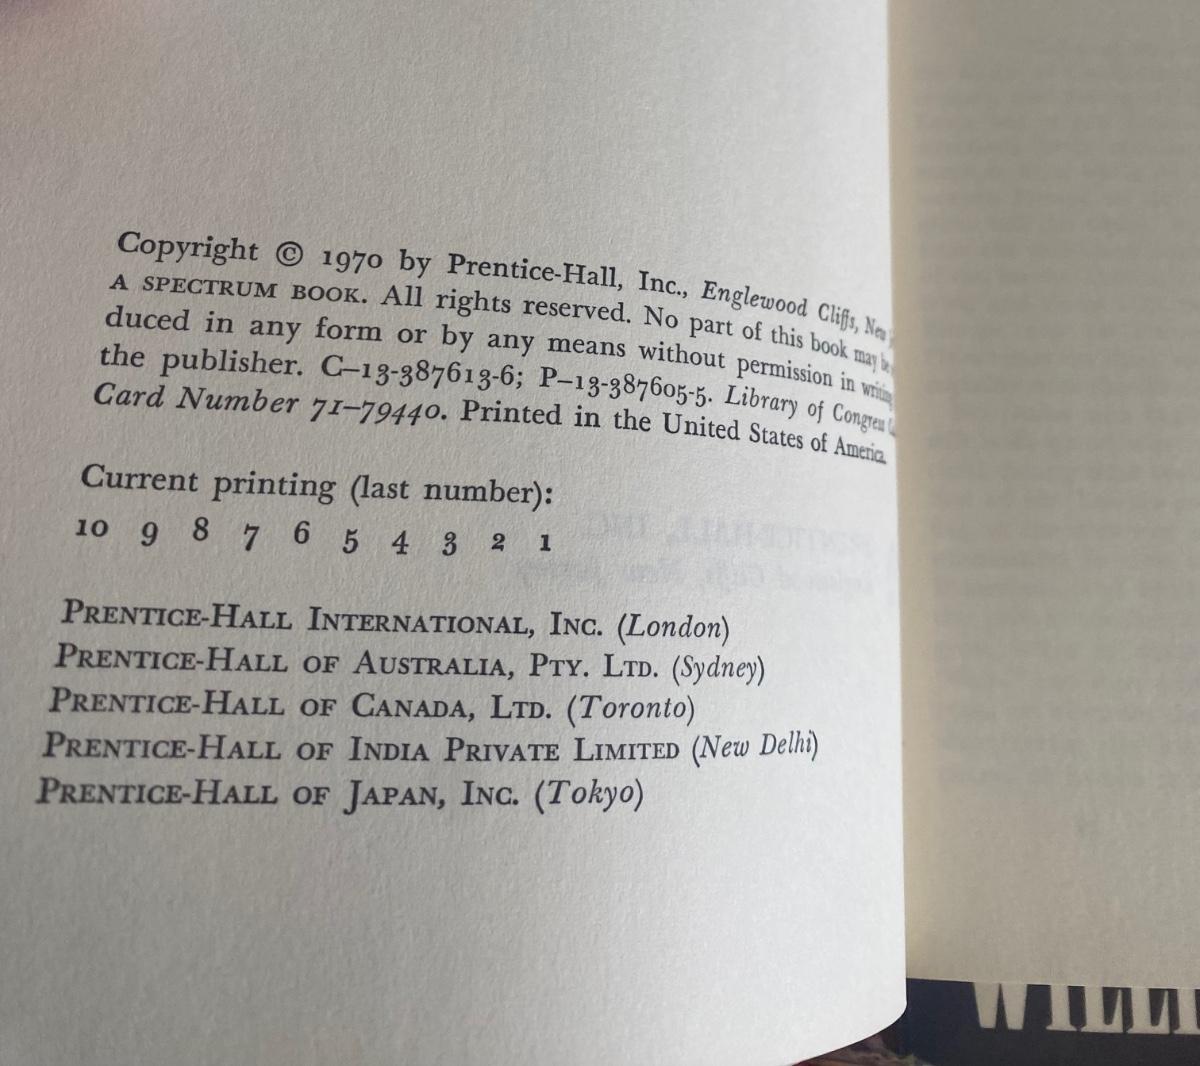 Copyright © 1970 by Prentice-Hall, Inc., Englewood Cliffs, New
A SPECTRUM BOOK. All rights reserved. No part of this book may be
duced in any form or by any means without permission in writing
the publisher. C–13-387613-6; P–13-387605-5. Library of Congress
Card Number 71–79440. Printed in the United States of America.
Current printing (last number):
10 9 8 7 6 5 4 3 2 1
PRENTICE-HALL INTERNATIONAL, INC. (London)
PRENTICE-HALL OF AUSTRALIA, PTY. LTD. (Sydney)
PRENTICE-HALL OF CANADA, LTD. (Toronto)
PRENTICE-HALL OF INDIA PRIVATE LIMITED (New Delhi)
PRENTICE-HALL OF JAPAN, INC. (Tokyo)